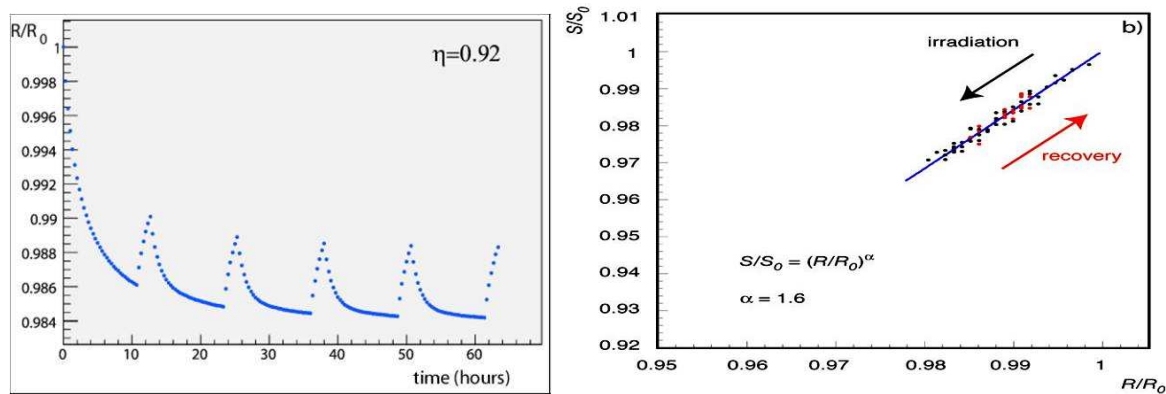 R/R0
η=0.92
1
0.998
0.996
0.994
0.992
0.99
0.988
0.986
0.984
0 10 20 30 40 50 60
time (hours)
S/S0
b)
1.01
1
0.99
0.98
0.97
0.96
0.95
0.94
0.93
0.92
irradiation
recovery
S/So = (R/Ro)α
α = 1.6
0.95 0.96 0.97 0.98 0.99 1
R/Ro